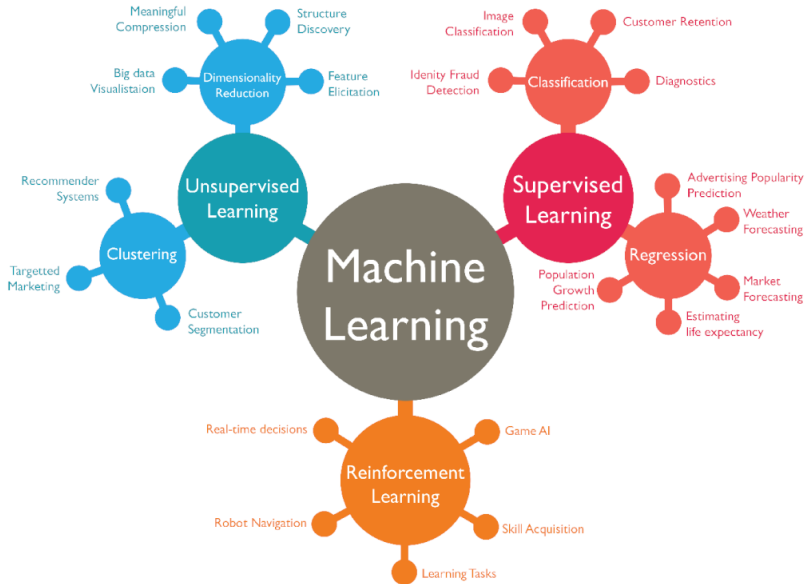 Meaningful
Compression
Structure
Discovery
Big data
Visualistaion
Dimensionality
Reduction
Feature
Elicitation
Image
Classification
Customer Retention
Idenity Fraud
Detection
Classification
Diagnostics
Unsupervised
Learning
Supervised
Learning
Recommender
Systems
Clustering
Targetted
Marketing
Customer
Segmentation
Machine
Learning
Advertising Popularity
Prediction
Weather
Forecasting
Regression
Population
Growth
Prediction
Market
Forecasting
Estimating
life expectancy
Real-time decisions
Game AI
Reinforcement
Learning
Robot Navigation
Skill Acquisition
Learning Tasks